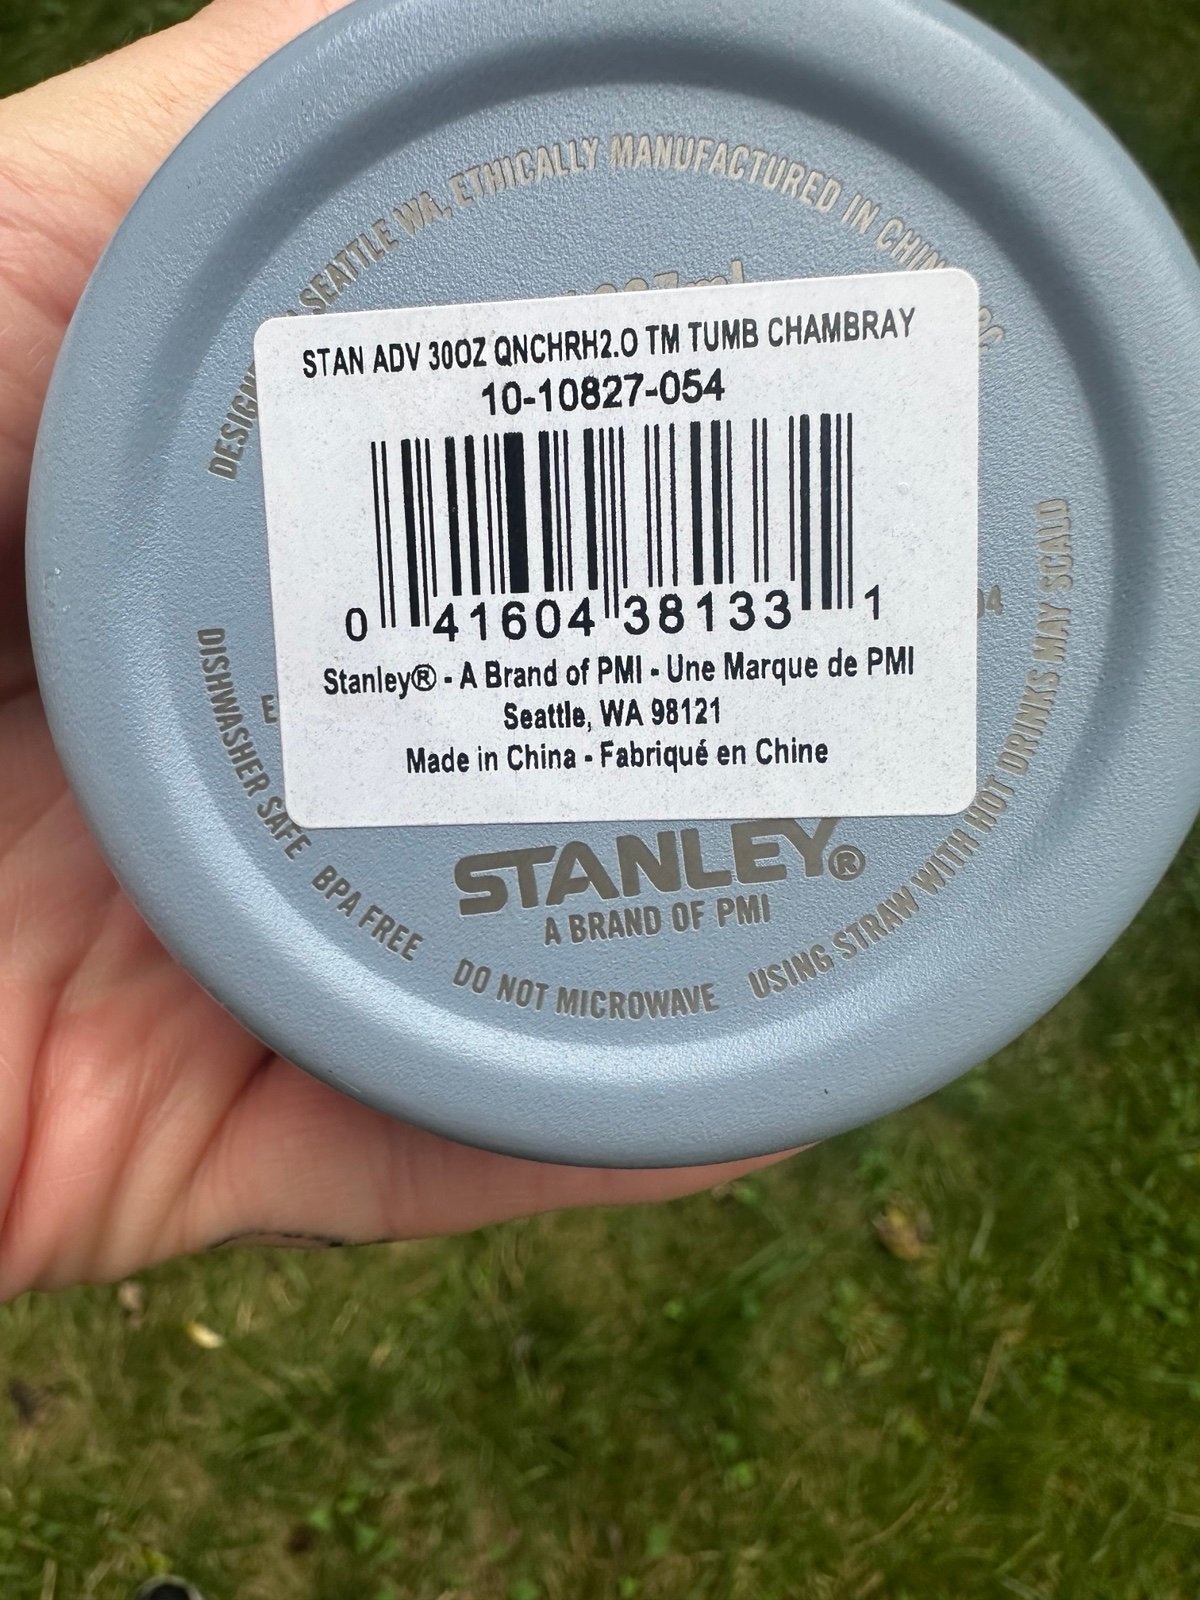 SEATTLE WA, ETHICALLY MANUFACTURED IN
STAN ADV 30OZ QNCHRH2.O TM TUMB CHAMBRAY
10-10827-054
0 41604 38133 1
Stanley® - A Brand of PMI - Une Marque de PMI
Seattle, WA 98121
Made in China - Fabriqué en Chine
STANLEY®
A BRAND OF PMI
DISHWASHER SAFE BPA FREE DO NOT MICROWAVE USING STRAW WITH HOT DRINKS MAY SCALD